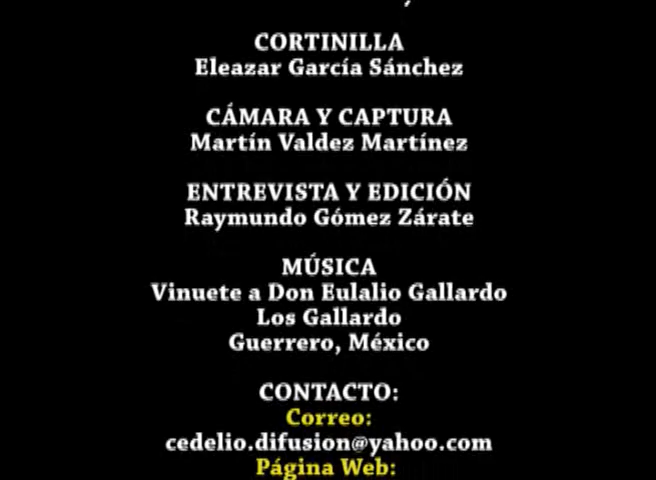 CORTINILLA
Eleazar García Sánchez
CÁMARA Y CAPTURA
Martín Valdez Martínez
ENTREVISTA Y EDICIÓN
Raymundo Gómez Zárate
MÚSICA
Vinuete a Don Eulalio Gallardo
Los Gallardo
Guerrero, México
CONTACTO:
Correo:
cedelio.difusion@yahoo.com
Página Web: